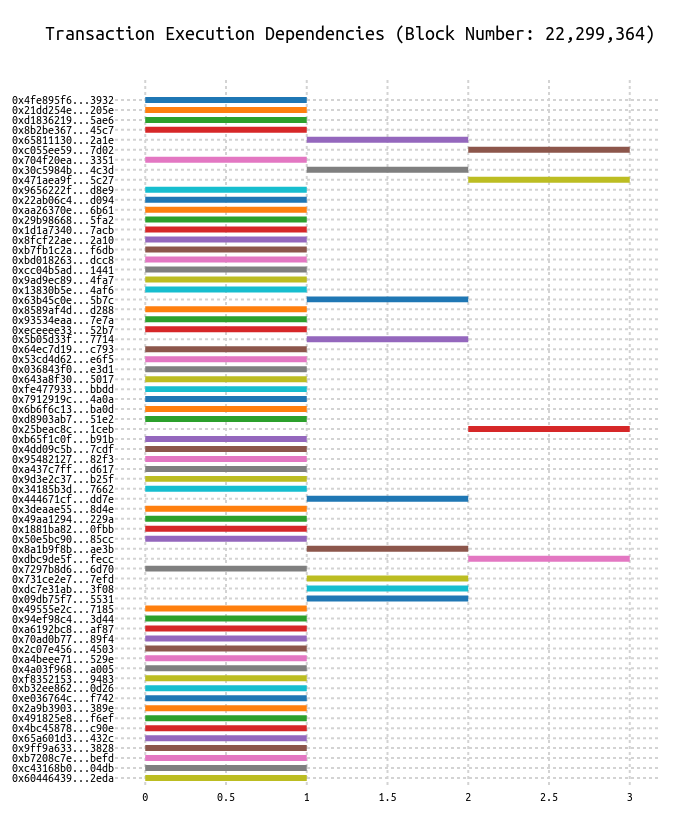 Transaction Execution Dependencies (Block Number: 22,299,364)
0x4fe895f6...3932
0x21dd254e...205e
0xd1836219...5ae6
0x8b2be367...45c7
0x65811130...2a1e
0xc055ee59...7d02
0x704f20ea...3351
0x30c5984b...4c3d
0x471aea9f...5c27
0x9656222f...d8e9
0x22ab06c4...d094
0xaa26370e...6b61
0x29b98668...5fa2
0x1d1a7340...7acb
0x8fcf22ae...2a10
0xb7fb1c2a...f6db
0xbd018263...dcc8
0xcc04b5ad...1441
0x9ad9ec89...4fa7
0x13830b5e...4af6
0x63b45c0e...5b7c
0x8589af4d...d288
0x93534eaa...7e7a
0xeceeee33...52b7
0x5b05d33f...7714
0x64ec7d19...c793
0x53cd4d62...e6f5
0x036843f0...e3d1
0x643a8f30...5017
0xfe477933...bbdd
0x7912919c...4a0a
0x6b6f6c13...ba0d
0xd8903ab7...51e2
0x25beac8c...1ceb
0xb65f1c0f...b91b
0x4dd09c5b...7cdf
0x95482127...82f3
0xa437c7ff...d617
0x9d3e2c37...b25f
0x34185b3d...7662
0x444671cf...dd7e
0x3deaae55...8d4e
0x49aa1294...229a
0x1881ba82...0fbb
0x50e5bc90...85cc
0x8a1b9f8b...ae3b
0xdbc9de5f...fecc
0x7297b8d6...6d70
0x731ce2e7...7efd
0xdc7e31ab...3f08
0x09db75f7...5531
0x49555e2c...7185
0x94ef98c4...3d44
0xa6192bc8...af87
0x70ad0b77...89f4
0x2c07e456...4503
0xa4beee71...529e
0x4a03f968...a005
0xf8352153...9483
0xb32ee862...0d26
0xe036764c...f742
0x2a9b3903...389e
0x491825e8...f6ef
0x4bc45878...c90e
0x65a601d3...432c
0x9ff9a633...3828
0xb7208c7e...befd
0xc43168b0...04db
0x60446439...2eda
0 0.5 1 1.5 2 2.5 3